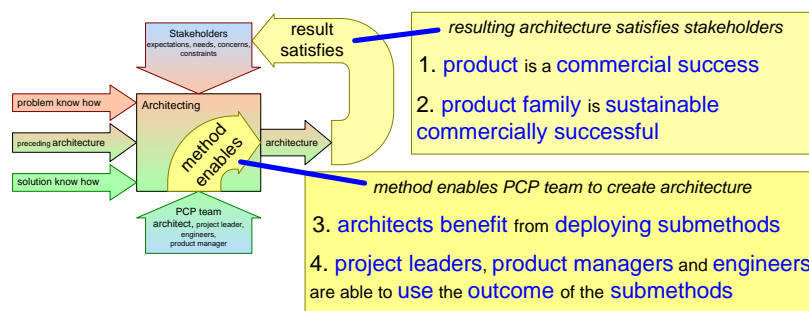 Stakeholders
expectations, needs, concerns,
constraints
result
satisfies
problem know how
preceding architecture
solution know how
Architecting
method
enables
architecture
PCP team
architect, project leader,
engineers,
product manager
resulting architecture satisfies stakeholders
1. product is a commercial success
2. product family is sustainable
commercially successful
method enables PCP team to create architecture
3. architects benefit from deploying submethods
4. project leaders, product managers and engineers
are able to use the outcome of the submethods